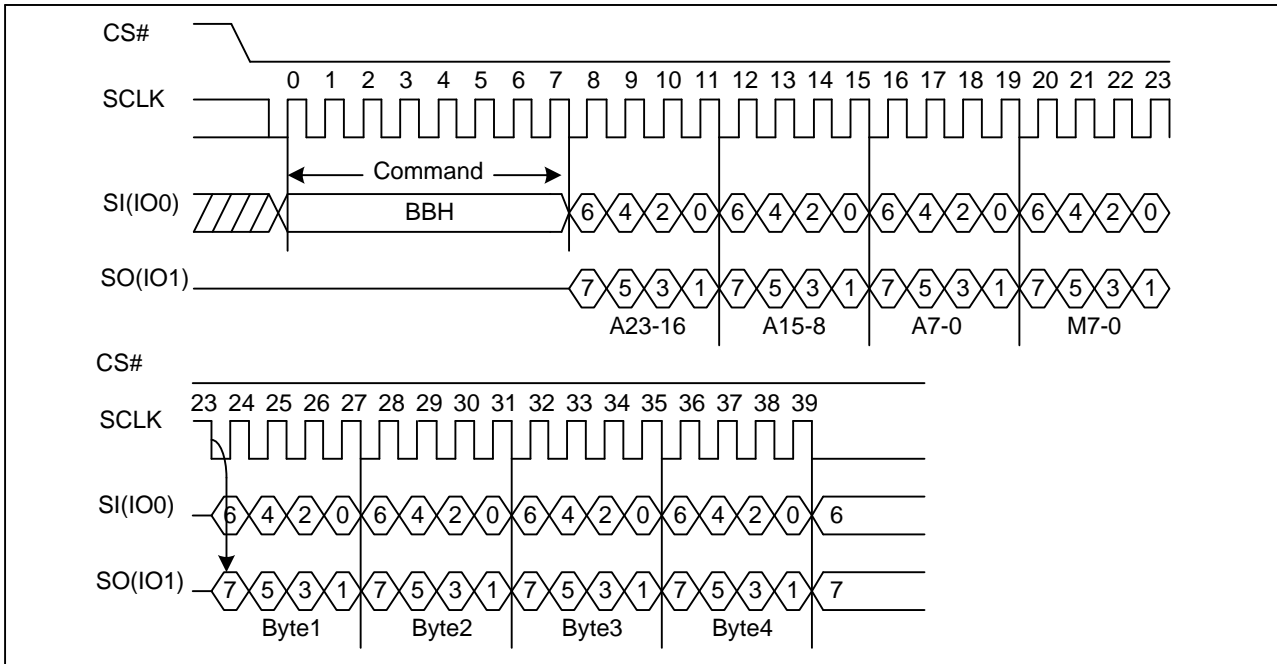 CS#
0 1 2 3 4 5 6 7 8 9 10 11 12 13 14 15 16 17 18 19 20 21 22 23
SCLK
Command
SI(IO0) BBH 6 4 2 0 6 4 2 0 6 4 2 0 6 4 2 0
SO(IO1) 7 5 3 1 7 5 3 1 7 5 3 1 7 5 3 1
A23-16 A15-8 A7-0 M7-0
CS#
23 24 25 26 27 28 29 30 31 32 33 34 35 36 37 38 39
SCLK
SI(IO0) 6 4 2 0 6 4 2 0 6 4 2 0 6 4 2 0 6
SO(IO1) 7 5 3 1 7 5 3 1 7 5 3 1 7 5 3 1 7
Byte1 Byte2 Byte3 Byte4